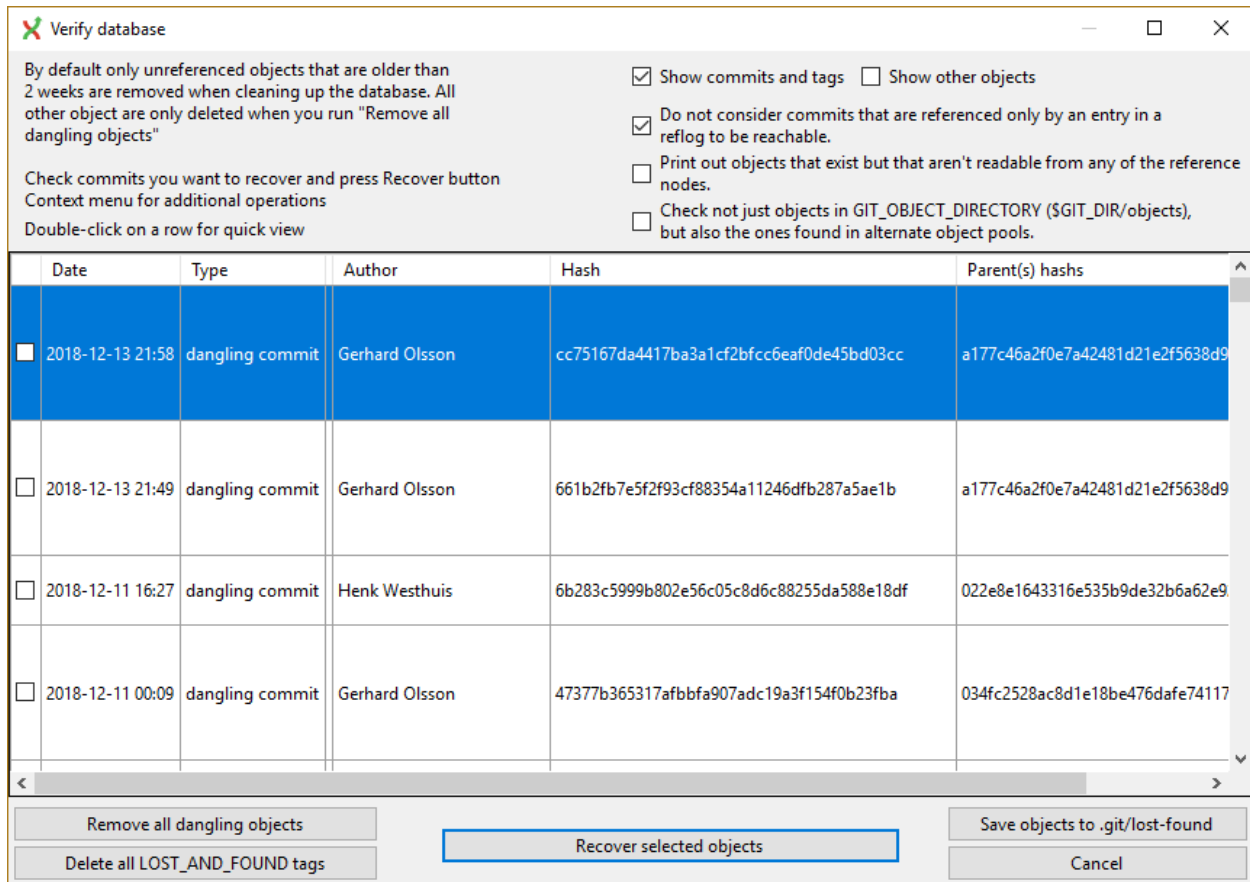 Verify database
By default only unreferenced objects that are older than
2 weeks are removed when cleaning up the database. All
other object are only deleted when you run "Remove all
dangling objects"
Check commits you want to recover and press Recover button
Context menu for additional operations
Double-click on a row for quick view
Show commits and tags
Show other objects
Do not consider commits that are referenced only by an entry in a
reflog to be reachable.
Print out objects that exist but that aren't readable from any of the reference
nodes.
Check not just objects in GIT_OBJECT_DIRECTORY ($GIT_DIR/objects),
but also the ones found in alternate object pools.
Date Type Author Hash Parent(s) hashs
2018-12-13 21:58 dangling commit Gerhard Olsson cc75167da4417ba3a1cf2bfcc6eaf0de45bd03cc a177c46a2f0e7a42481d21e2f5638d9
2018-12-13 21:49 dangling commit Gerhard Olsson 661b2fb7e5f2f93cf88354a11246dfb287a5ae1b a177c46a2f0e7a42481d21e2f5638d9
2018-12-11 16:27 dangling commit Henk Westhuis 6b283c5999b802e56c05c8d6c88255da588e18df 022e8e1643316e535b9de32b6a62e9
2018-12-11 00:09 dangling commit Gerhard Olsson 47377b365317afbbfa907adc19a3f154f0b23fba 034fc2528ac8d1e18be476dafe74117
Remove all dangling objects
Delete all LOST_AND_FOUND tags
Recover selected objects
Save objects to .git/lost-found
Cancel